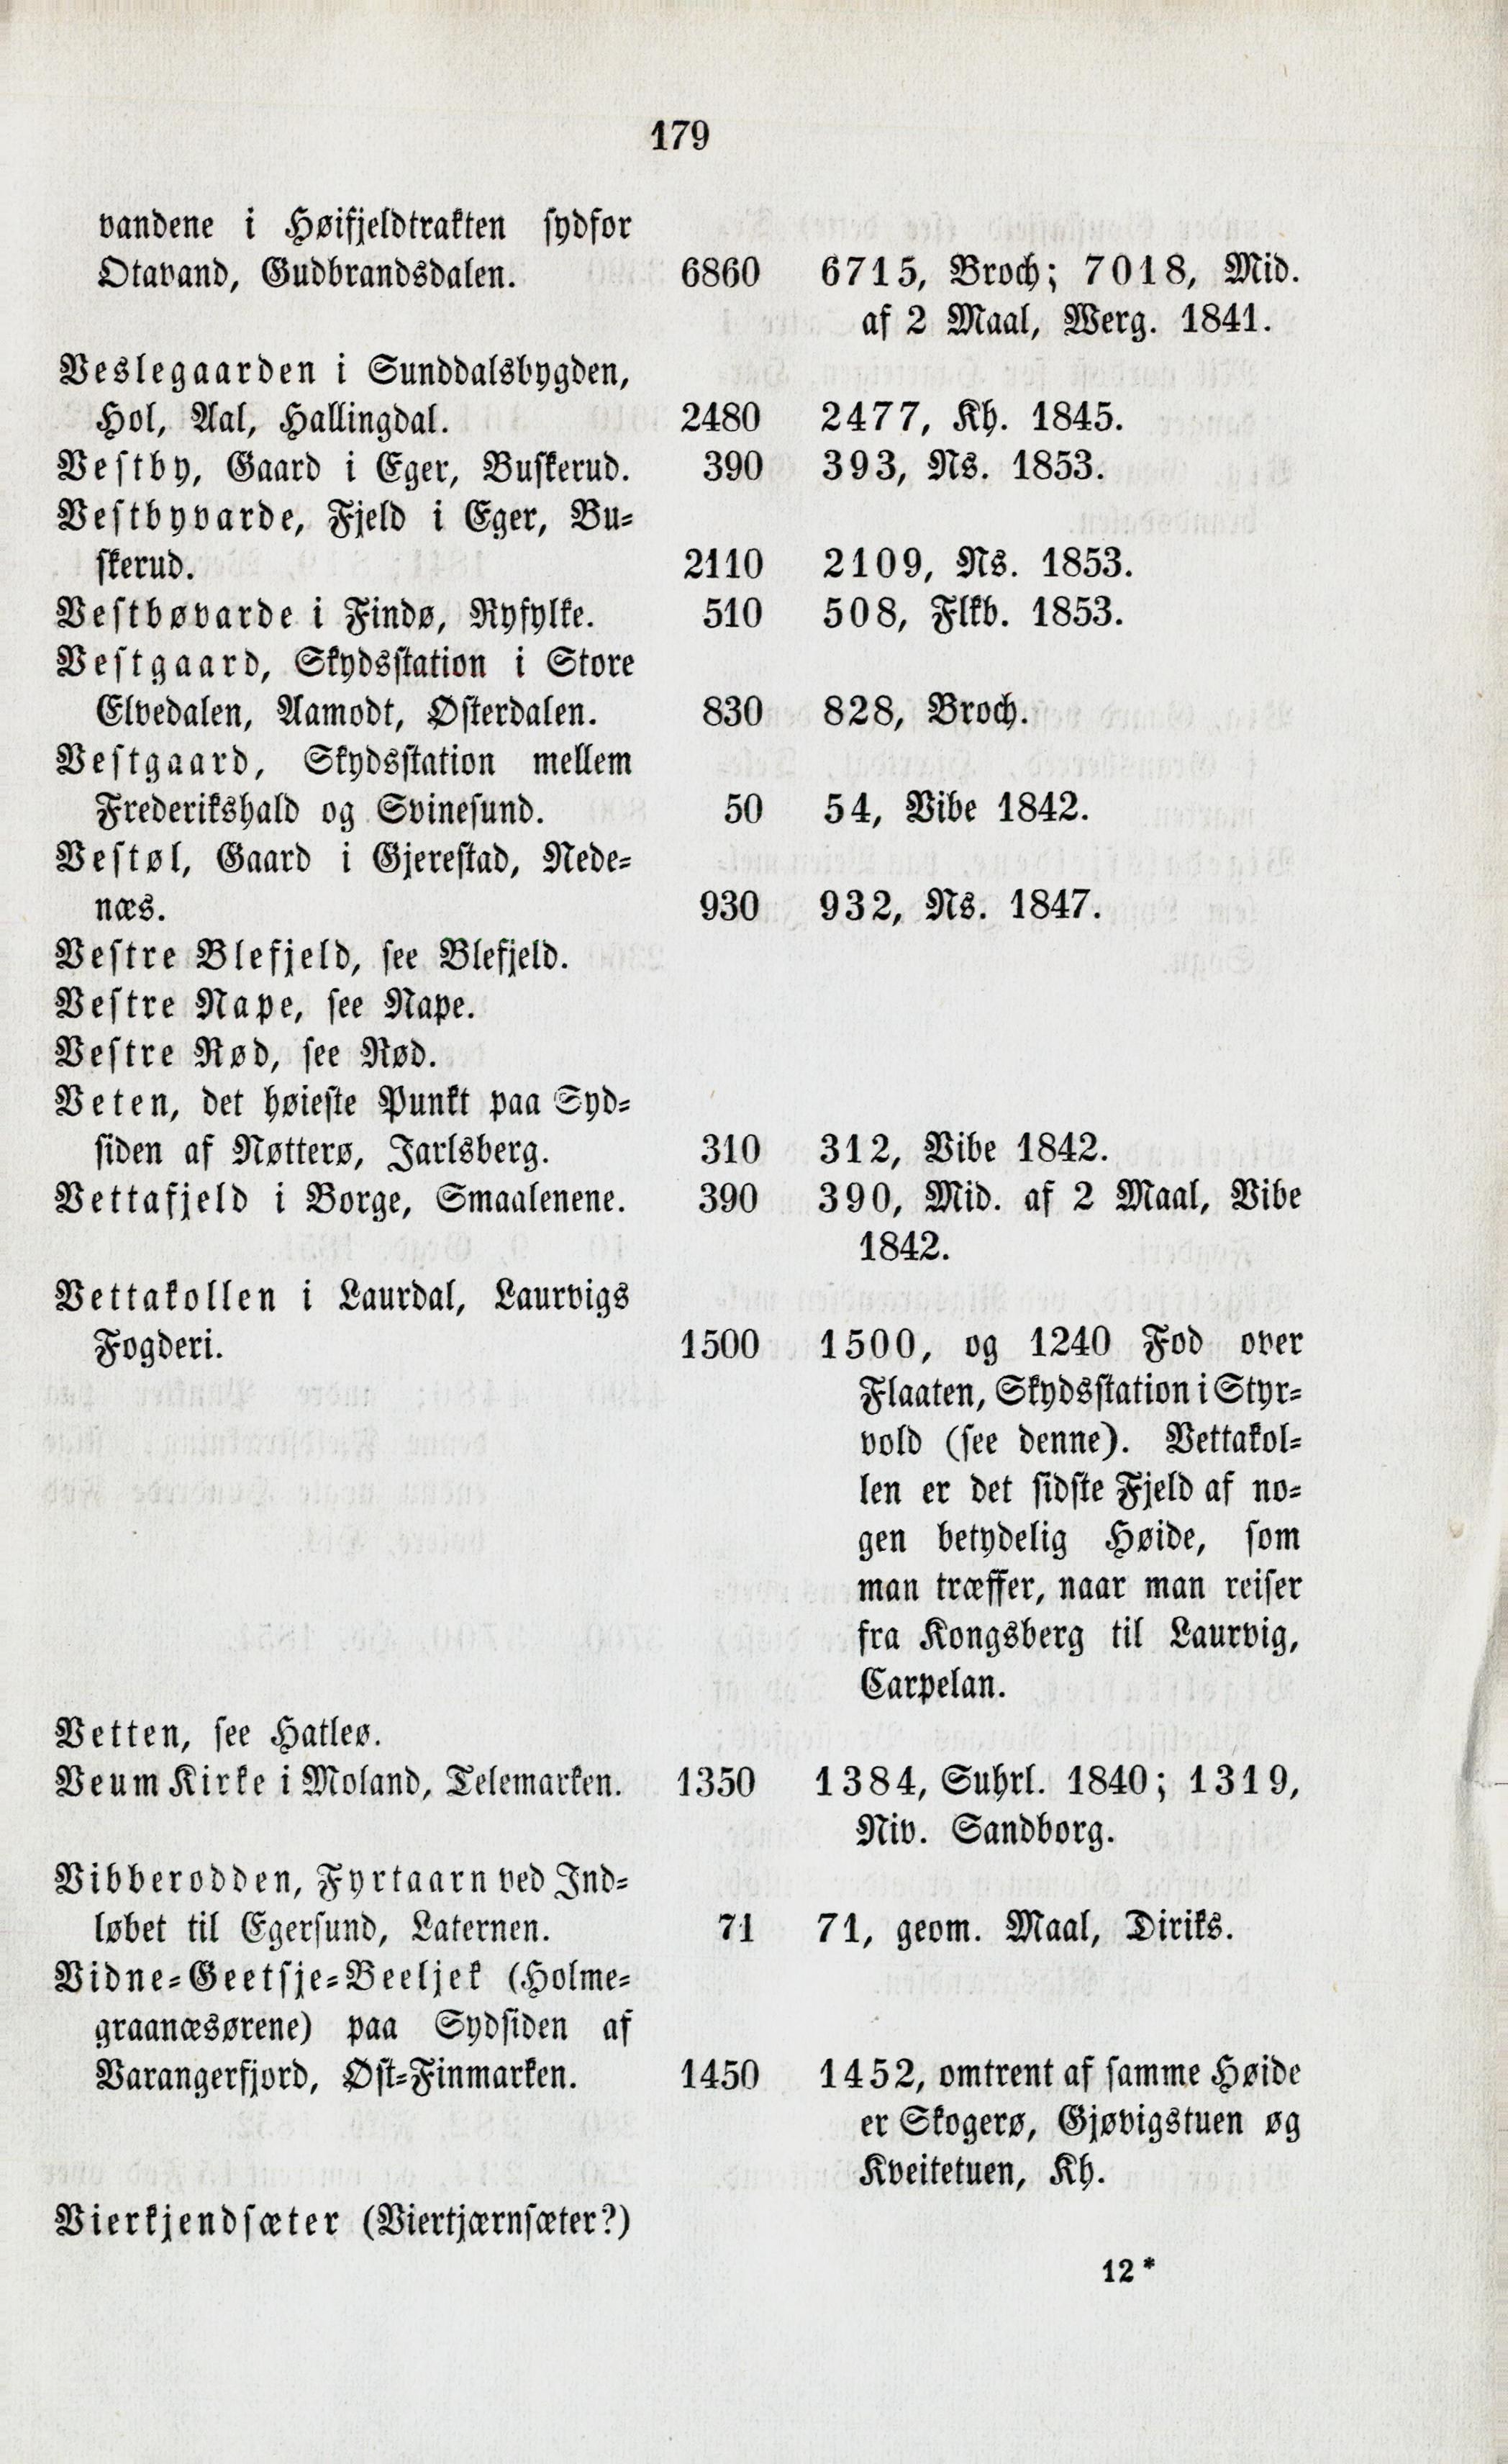 179
vandene i Høifjeldtrakten sydfor
Otavand, Gudbrandsdalen. 6860 6715, Broch; 7018, Mid.
af 2 Maal, Werg. 1841.
Veslegaarden i Sunddalsbygden,
Hol, Aal, Hallingdal. 2480 2477, Kh. 1845.
Vestby, Gaard i Eger, Buskerud. 390 393, Ns. 1853.
Vestbyvarde, Fjeld i Eger, Bu-
skerud. 2110 2109, Ns. 1853.
Vestbøvarde i Findø, Ryfylke. 510 508, Flkb. 1853.
Vestgaard, Skydsstation i Store
Elvedalen, Aamodt, Østerdalen. 830 828, Broch.
Vestgaard, Skydsstation mellem
Frederikshald og Svinesund. 50 54, Vibe 1842.
Vestøl, Gaard i Gjerestad, Nede-
næs. 930 932, Ns. 1847.
Vestre Blefjeld, see Blefjeld.
Vestre Nape, see Nape.
Vestre Rød, see Rød.
Veten, det høieste Punkt paa Syd-
siden af Nøtterø, Jarlsberg. 310 312, Vibe 1842.
Vettafjeld i Borge, Smaalenene. 390 390, Mid. af 2 Maal, Vibe
1842.
Vettakollen i Laurdal, Laurvigs
Fogderi. 1500 1500, og 1240 Fod over
Flaaten, Skydsstation i Styr-
vold (see denne). Vettakol-
len er det sidste Fjeld af no-
gen betydelig Høide, som
man træffer, naar man reiser
fra Kongsberg til Laurvig,
Carpelan.
Vetten, see Hatleø.
Veum Kirke i Moland, Telemarken. 1350 1384, Suhrl. 1840; 1319,
Niv. Sandborg.
Vibberodden, Fyrtaarn ved Ind-
løbet til Egersund, Laternen. 71 71, geom. Maal, Diriks.
Vidne-Geetsje-Beeljek (Holme-
graanæsørene) paa Sydsiden af
Varangerfjord, Øst-Finmarken. 1450 1452, omtrent af samme Høide
er Skogerø, Gjøvigstuen øg
Kveitetuen, Kh.
Vierkjendsæter (Viertjærnsæter?)
12*